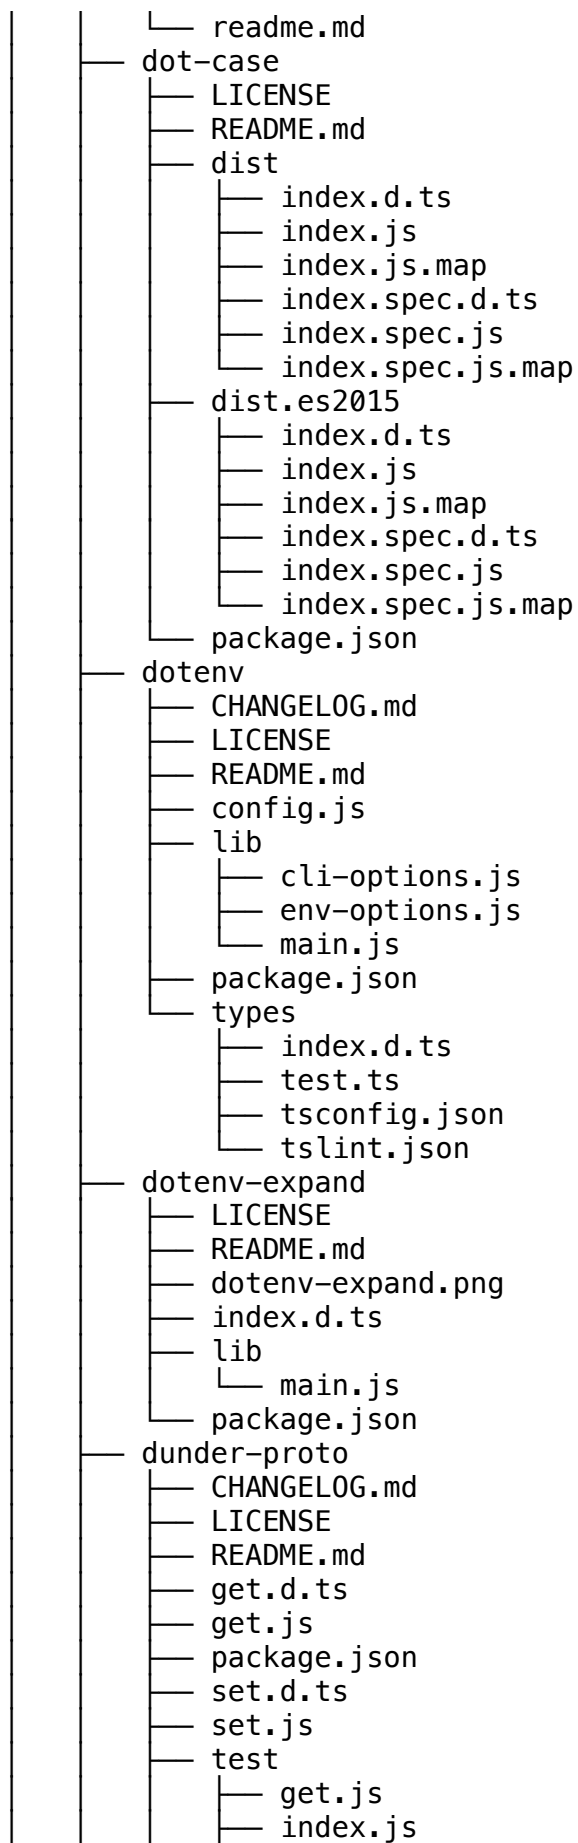 │   │   │   └── readme.md
│   │   ├── dot-case
│   │   │   ├── LICENSE
│   │   │   ├── README.md
│   │   │   ├── dist
│   │   │   │   ├── index.d.ts
│   │   │   │   ├── index.js
│   │   │   │   ├── index.js.map
│   │   │   │   ├── index.spec.d.ts
│   │   │   │   ├── index.spec.js
│   │   │   │   └── index.spec.js.map
│   │   │   ├── dist.es2015
│   │   │   │   ├── index.d.ts
│   │   │   │   ├── index.js
│   │   │   │   ├── index.js.map
│   │   │   │   ├── index.spec.d.ts
│   │   │   │   ├── index.spec.js
│   │   │   │   └── index.spec.js.map
│   │   │   └── package.json
│   │   ├── dotenv
│   │   │   ├── CHANGELOG.md
│   │   │   ├── LICENSE
│   │   │   ├── README.md
│   │   │   ├── config.js
│   │   │   ├── lib
│   │   │   │   ├── cli-options.js
│   │   │   │   ├── env-options.js
│   │   │   │   └── main.js
│   │   │   ├── package.json
│   │   │   └── types
│   │   │       ├── index.d.ts
│   │   │       ├── test.ts
│   │   │       ├── tsconfig.json
│   │   │       └── tslint.json
│   │   ├── dotenv-expand
│   │   │   ├── LICENSE
│   │   │   ├── README.md
│   │   │   ├── dotenv-expand.png
│   │   │   ├── index.d.ts
│   │   │   ├── lib
│   │   │   │   └── main.js
│   │   │   └── package.json
│   │   ├── dunder-proto
│   │   │   ├── CHANGELOG.md
│   │   │   ├── LICENSE
│   │   │   ├── README.md
│   │   │   ├── get.d.ts
│   │   │   ├── get.js
│   │   │   ├── package.json
│   │   │   ├── set.d.ts
│   │   │   ├── set.js
│   │   │   ├── test
│   │   │   │   ├── get.js
│   │   │   │   ├── index.js